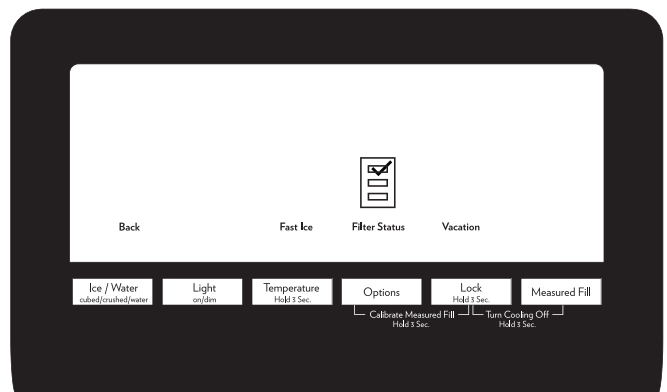 Back
Fast Ice
Filter Status
Vacation
Ice / Water
cubed/crushed/water
Light
on/dim
Temperature
Hold 3 Sec.
Options
Lock
Hold 3 Sec.
Measured Fill
Calibrate Measured Fill
Hold 3 Sec.
Turn Cooling Off
Hold 3 Sec.